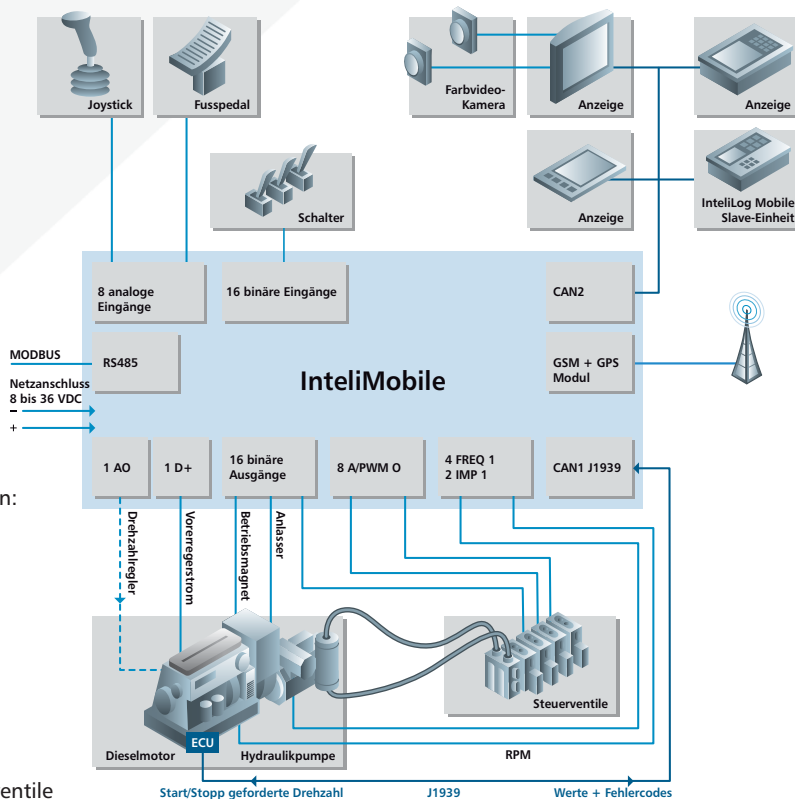 Joystick
Fusspedal
Farbvideo-
Kamera
Anzeige
Anzeige
Schalter
Anzeige
InteliLog Mobile
Slave-Einheit
8 analoge
Eingänge
16 binäre Eingänge
CAN2
MODBUS
RS485
Netzanschluss
8 bis 36 VDC
–
+
InteliMobile
GSM + GPS
Modul
1 AO
1 D+
16 binäre
Ausgänge
8 A/PWM O
4 FREQ 1
2 IMP 1
CAN1 J1939
n:
Drehzahlregler
Vorerregerstrom
Betriebsmagnet
Anlasser
Steuerventile
ECU
Dieselmotor
Hydraulikpumpe
RPM
entile
Start/Stopp geforderte Drehzahl
J1939
Werte + Fehlercodes